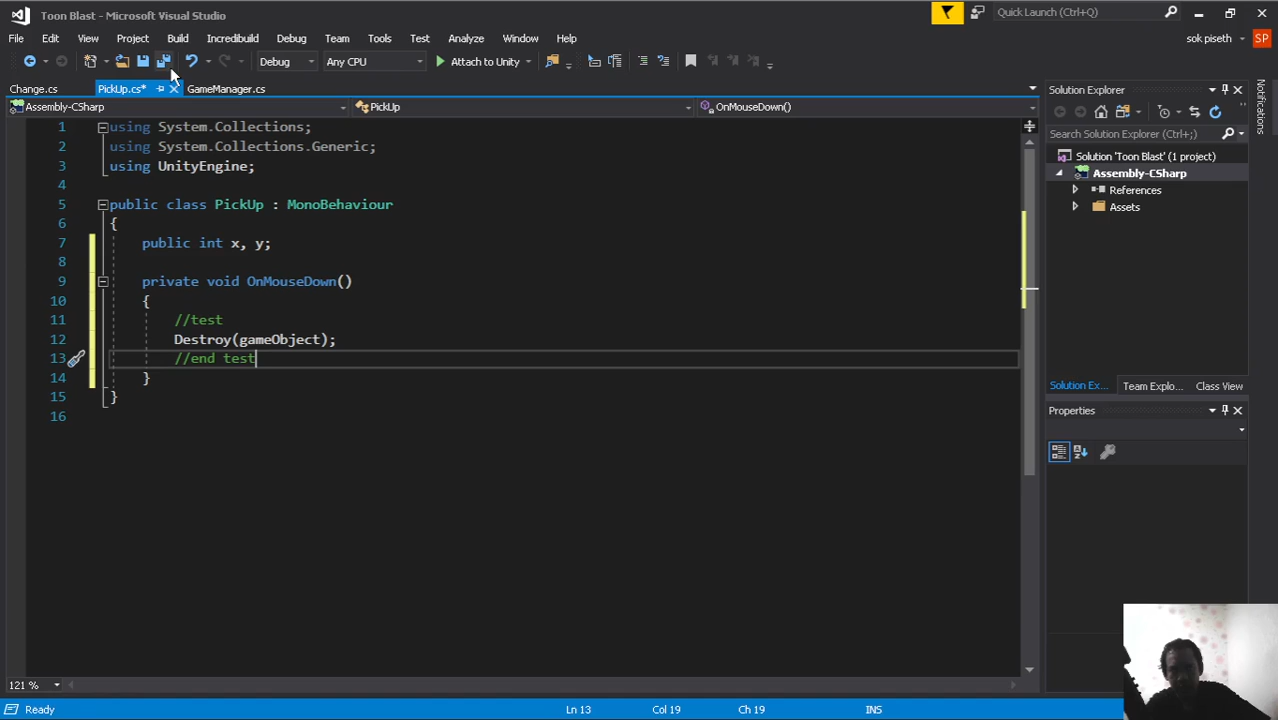 Toon Blast - Microsoft Visual Studio
Quick Launch (Ctrl+Q)
File Edit View Project Build Incredibuild Debug Team Tools Test Analyze Window Help
sok piseth SP
Debug Any CPU Attach to Unity
Change.cs PickUp.cs* GameManager.cs
Assembly-CSharp PickUp OnMouseDown()
1 using System.Collections;
2 using System.Collections.Generic;
3 using UnityEngine;
4
5 public class PickUp : MonoBehaviour
6 {
7 public int x, y;
8
9 private void OnMouseDown()
10 {
11 //test
12 Destroy(gameObject);
13 //end test
14 }
15 }
16
121 %
Solution Explorer
Search Solution Explorer (Ctrl+;)
Solution 'Toon Blast' (1 project)
Assembly-CSharp
References
Assets
Solution Ex... Team Explo... Class View
Properties
Notifications
Ready Ln 13 Col 19 Ch 19 INS